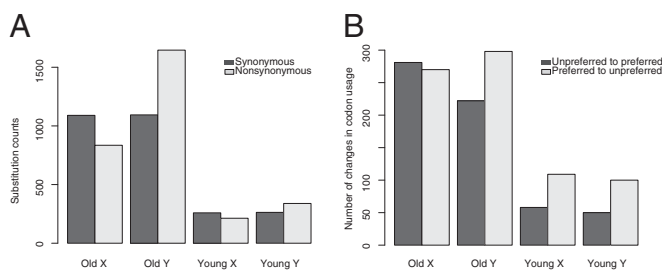 A
Synonymous
Nonsynonymous
Substitution counts
1500
1000
500
0
Old X
Old Y
Young X
Young Y
B
Unpreferred to preferred
Preferred to unpreferred
Number of changes in codon usage
300
200
100
50
0
Old X
Old Y
Young X
Young Y